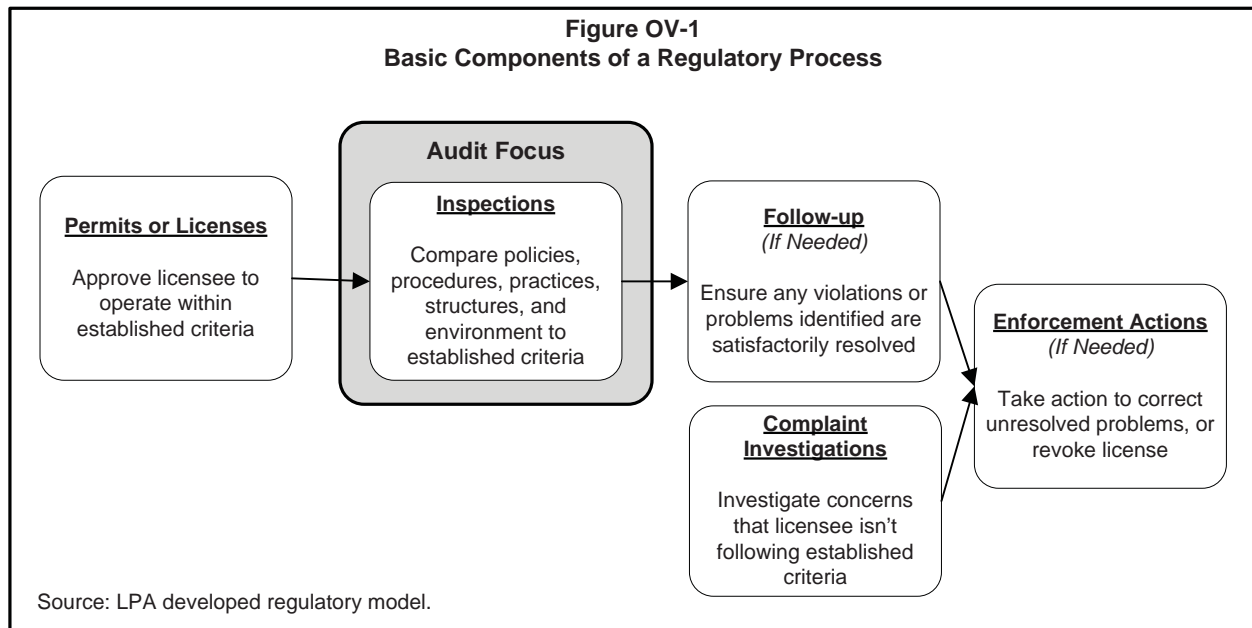 Figure OV-1
Basic Components of a Regulatory Process
Audit Focus
Permits or Licenses
Approve licensee to
operate within
established criteria
Inspections
Compare policies,
procedures, practices,
structures, and
environment to
established criteria
Follow-up
(If Needed)
Ensure any violations or
problems identified are
satisfactorily resolved
Complaint
Investigations
Investigate concerns
that licensee isn’t
following established
criteria
Enforcement Actions
(If Needed)
Take action to correct
unresolved problems, or
revoke license
Source: LPA developed regulatory model.